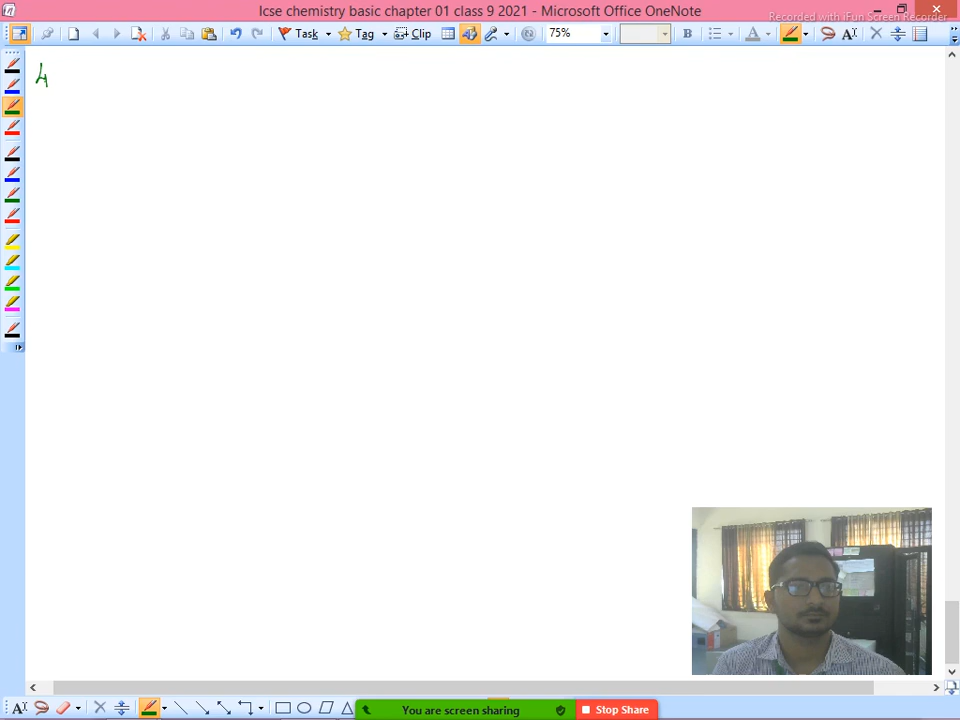 Icse chemistry basic chapter 01 class 9 2021 - Microsoft Office OneNote
Recorded with iFun Screen Recorder
Task Tag Clip 75% B A A
4
A You are screen sharing Stop Share